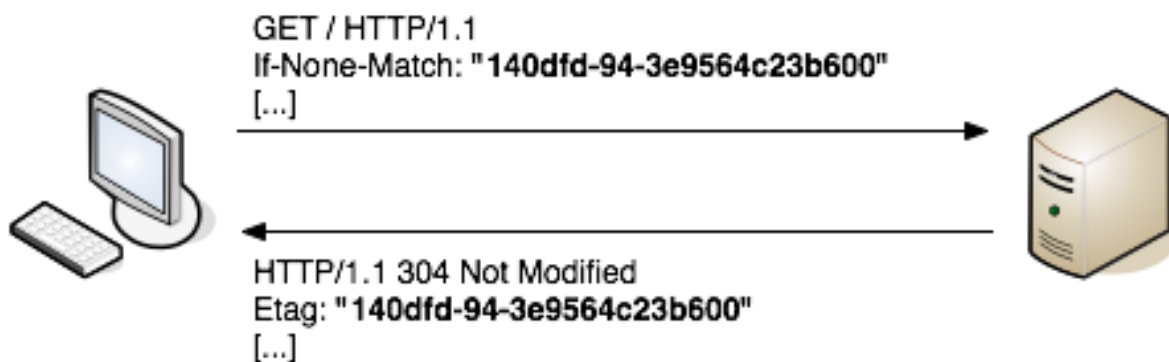 GET / HTTP/1.1
If-None-Match: "140dfd-94-3e9564c23b600"
[...]
HTTP/1.1 304 Not Modified
Etag: "140dfd-94-3e9564c23b600"
[...]